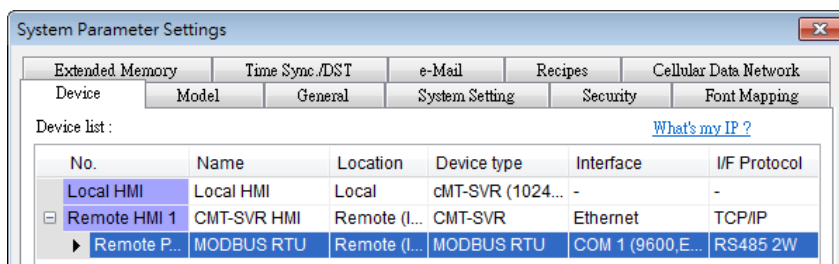 System Parameter Settings
Extended Memory Time Sync./DST e-Mail Recipes Cellular Data Network
Device Model General System Setting Security Font Mapping
Device list : What's my IP ?
No. Name Location Device type Interface I/F Protocol
Local HMI Local HMI Local cMT-SVR (1024... - -
Remote HMI 1 CMT-SVR HMI Remote (I... CMT-SVR Ethernet TCP/IP
Remote P... MODBUS RTU Remote (I... MODBUS RTU COM 1 (9600,E... RS485 2W